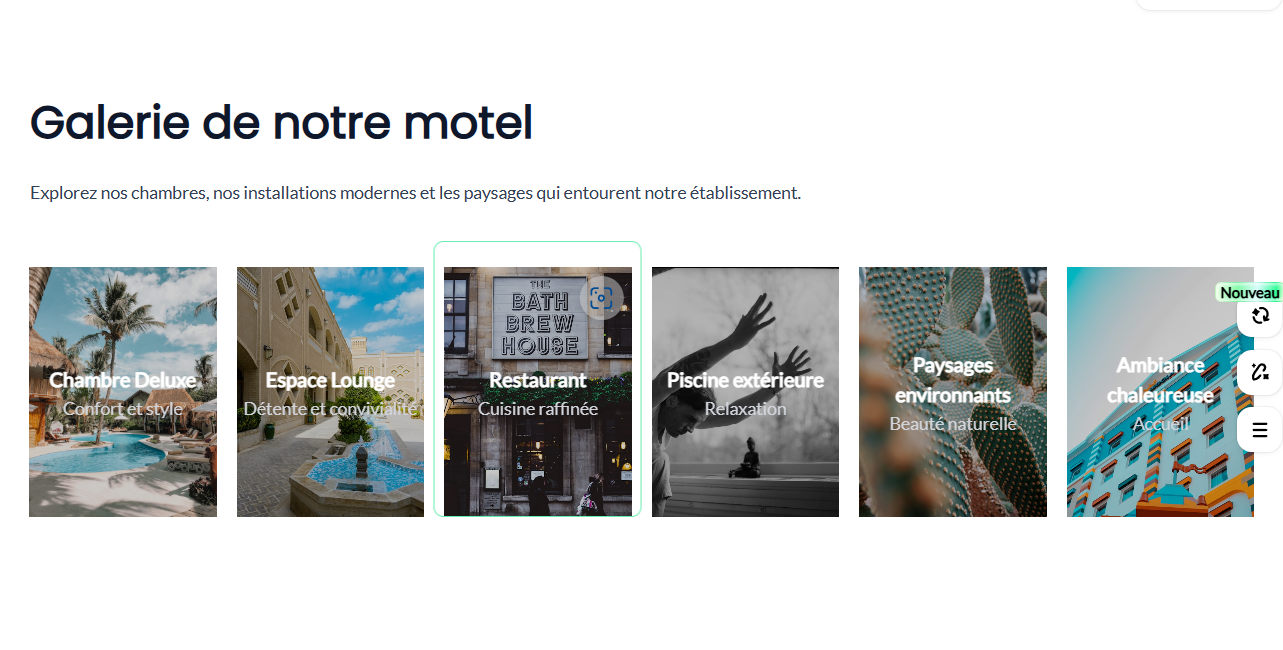 Galerie de notre motel
Explorez nos chambres, nos installations modernes et les paysages qui entourent notre établissement.
Nouveau
THE
BATH
BREW
HOUSE
Chambre Deluxe
Confort et style
Espace Lounge
Détente et convivialité
Restaurant
Cuisine raffinée
Piscine extérieure
Relaxation
Paysages
environnants
Beauté naturelle
Ambiance
chaleureuse
Accueil